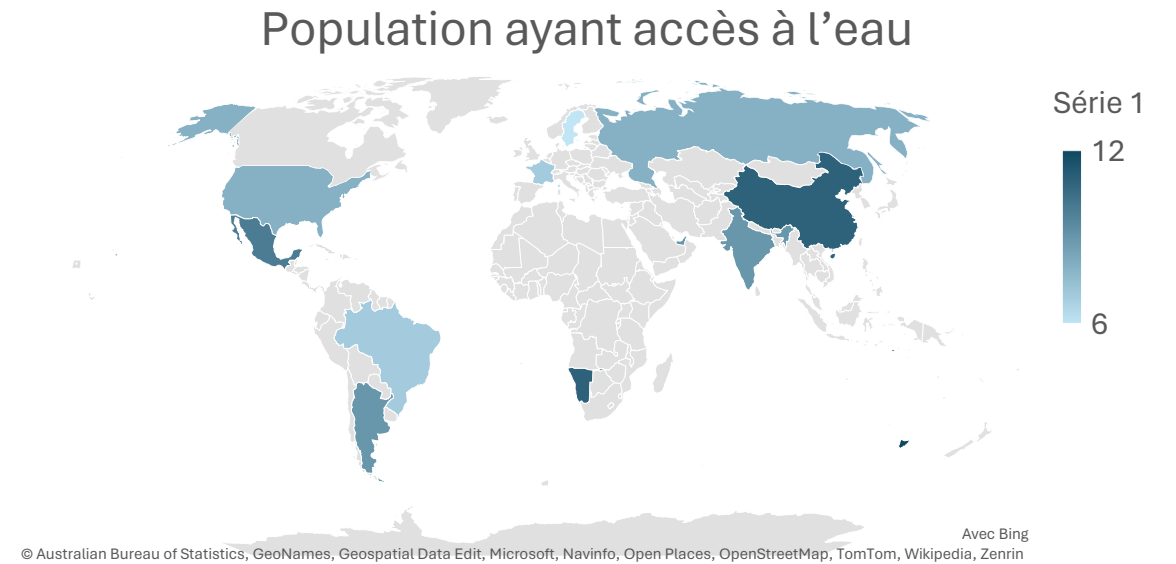 Population ayant accès à l’eau
Série 1
12
6
Avec Bing
© Australian Bureau of Statistics, GeoNames, Geospatial Data Edit, Microsoft, Navinfo, Open Places, OpenStreetMap, TomTom, Wikipedia, Zenrin